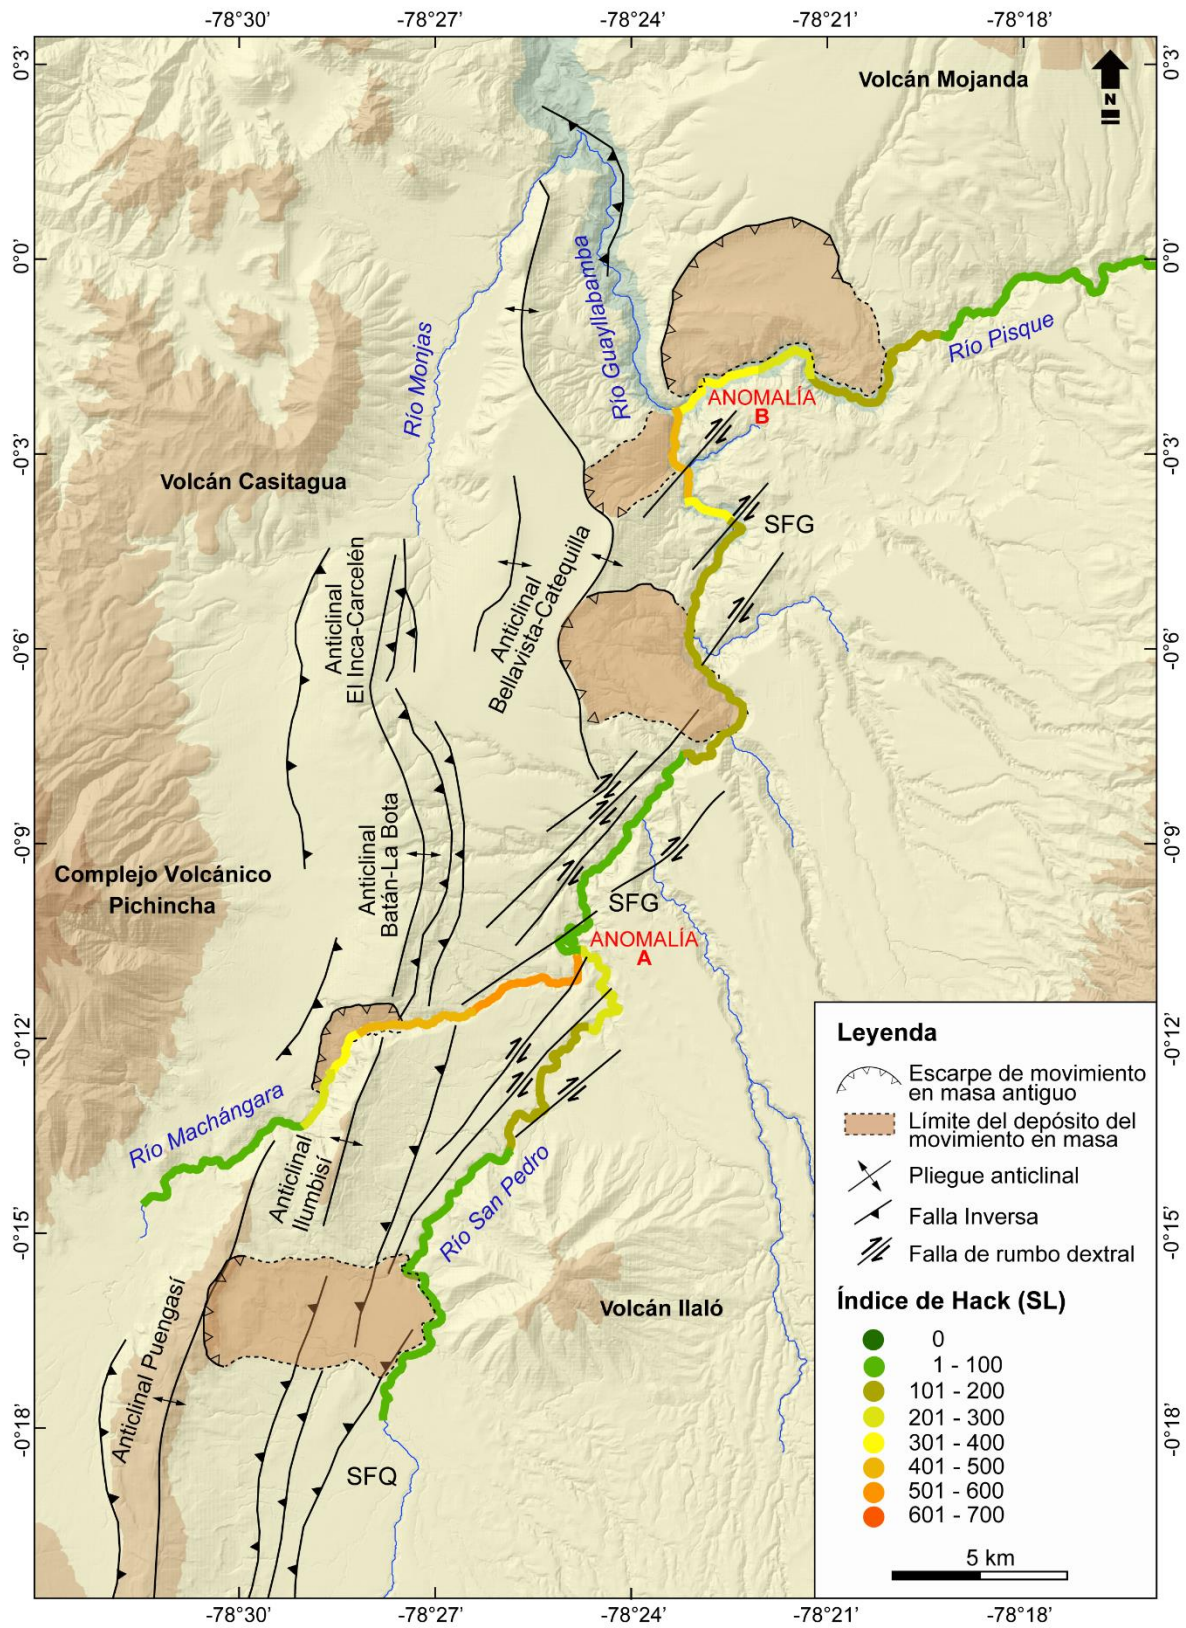 -78°30'
-78°27'
-78°24'
-78°21'
-78°18'
0°3'
0°3'
Volcán Mojanda
N
0°0'
0°0'
Río Guayllabamba
Río Monjas
Río Pisque
ANOMALÍA
B
-0°3'
-0°3'
Volcán Casitagua
SFG
Anticlinal
El Inca-Carcelén
Anticlinal
Bellavista-Catequilla
-0°6'
-0°6'
Anticlinal
Batán-La Bota
-0°9'
-0°9'
Complejo Volcánico
Pichincha
SFG
ANOMALÍA
A
-0°12'
-0°12'
Río Machángara
Anticlinal
Ilumbisí
Río San Pedro
-0°15'
-0°15'
Anticlinal Puengasí
Volcán Ilaló
-0°18'
-0°18'
SFQ
Leyenda
Escarpe de movimiento
en masa antiguo
Límite del depósito del
movimiento en masa
Pliegue anticlinal
Falla Inversa
Falla de rumbo dextral
Índice de Hack (SL)
0
1 - 100
101 - 200
201 - 300
301 - 400
401 - 500
501 - 600
601 - 700
5 km
-78°30'
-78°27'
-78°24'
-78°21'
-78°18'